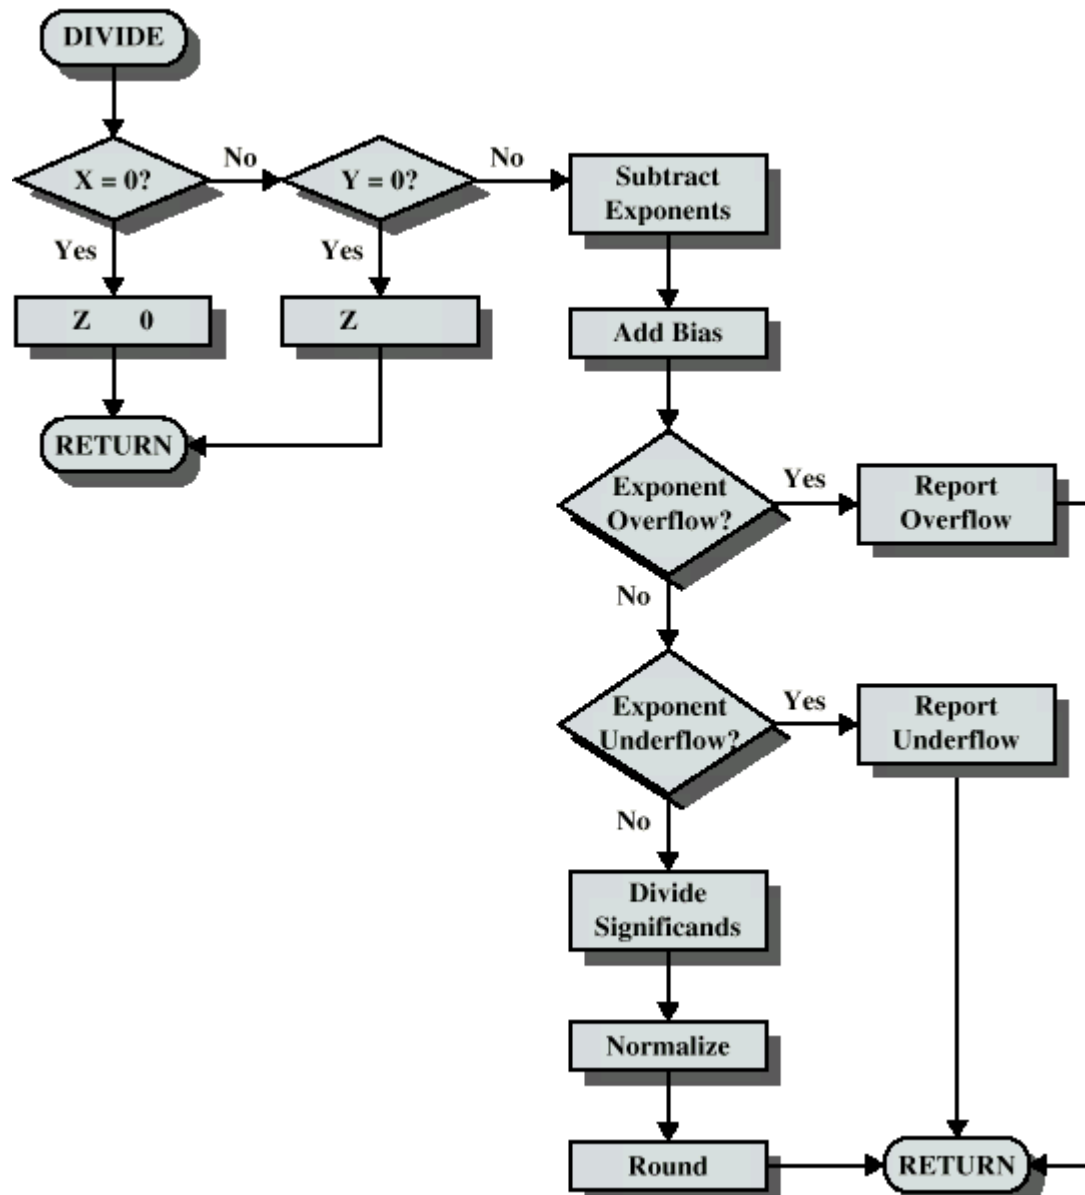 DIVIDE
X = 0?
No
Y = 0?
No
Subtract
Exponents
Yes
Yes
Z 0
Z
Add Bias
RETURN
Exponent
Overflow?
Yes
Report
Overflow
No
Exponent
Underflow?
Yes
Report
Underflow
No
Divide
Significands
Normalize
Round
RETURN